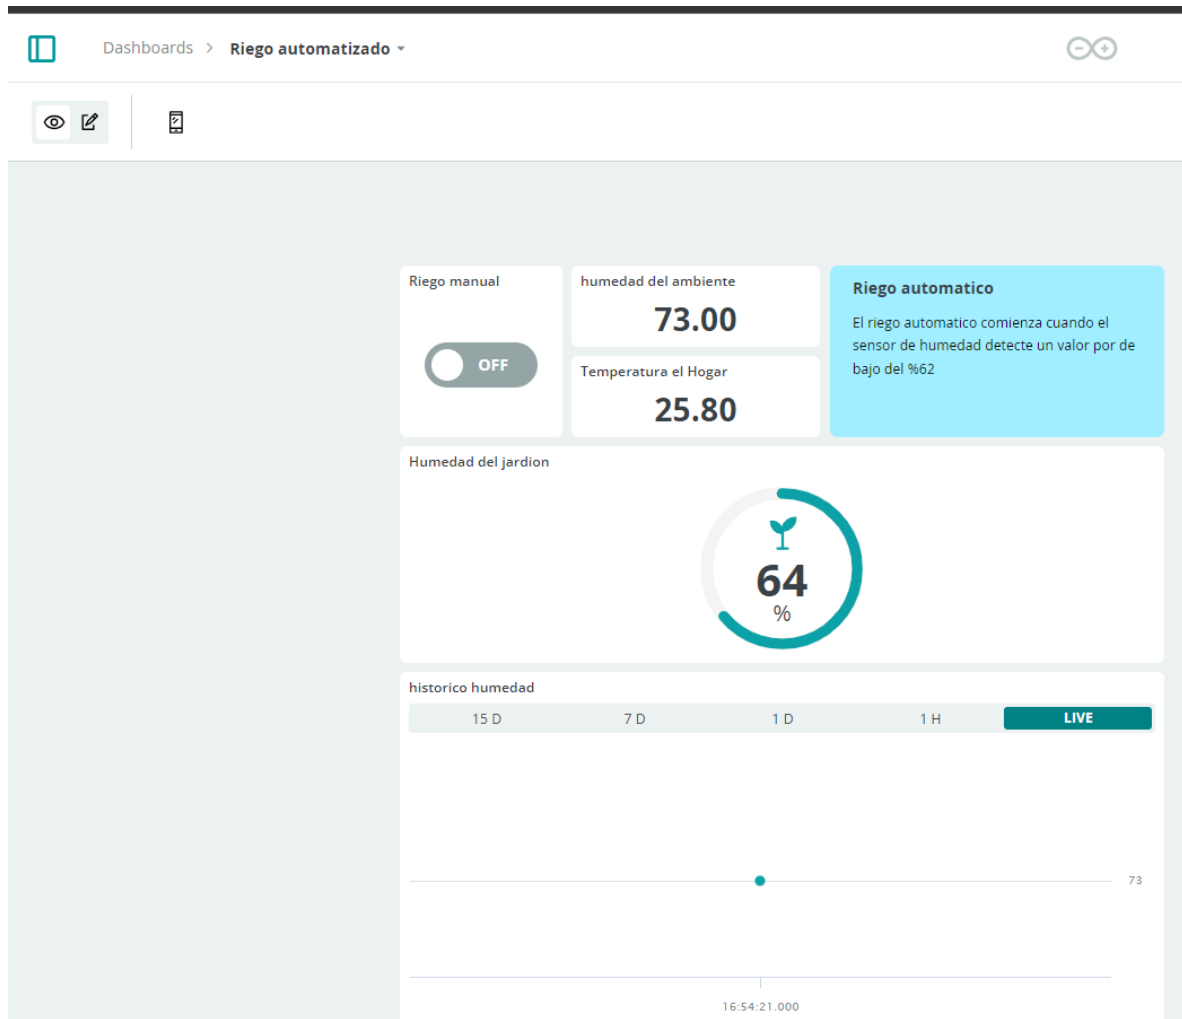 Dashboards > Riego automatizado
Riego manual
OFF
humedad del ambiente
73.00
Temperatura el Hogar
25.80
Riego automatico
El riego automatico comienza cuando el
sensor de humedad detecte un valor por de
bajo del %62
Humedad del jardion
64
%
historico humedad
15 D 7 D 1 D 1 H LIVE
73
16:54:21.000